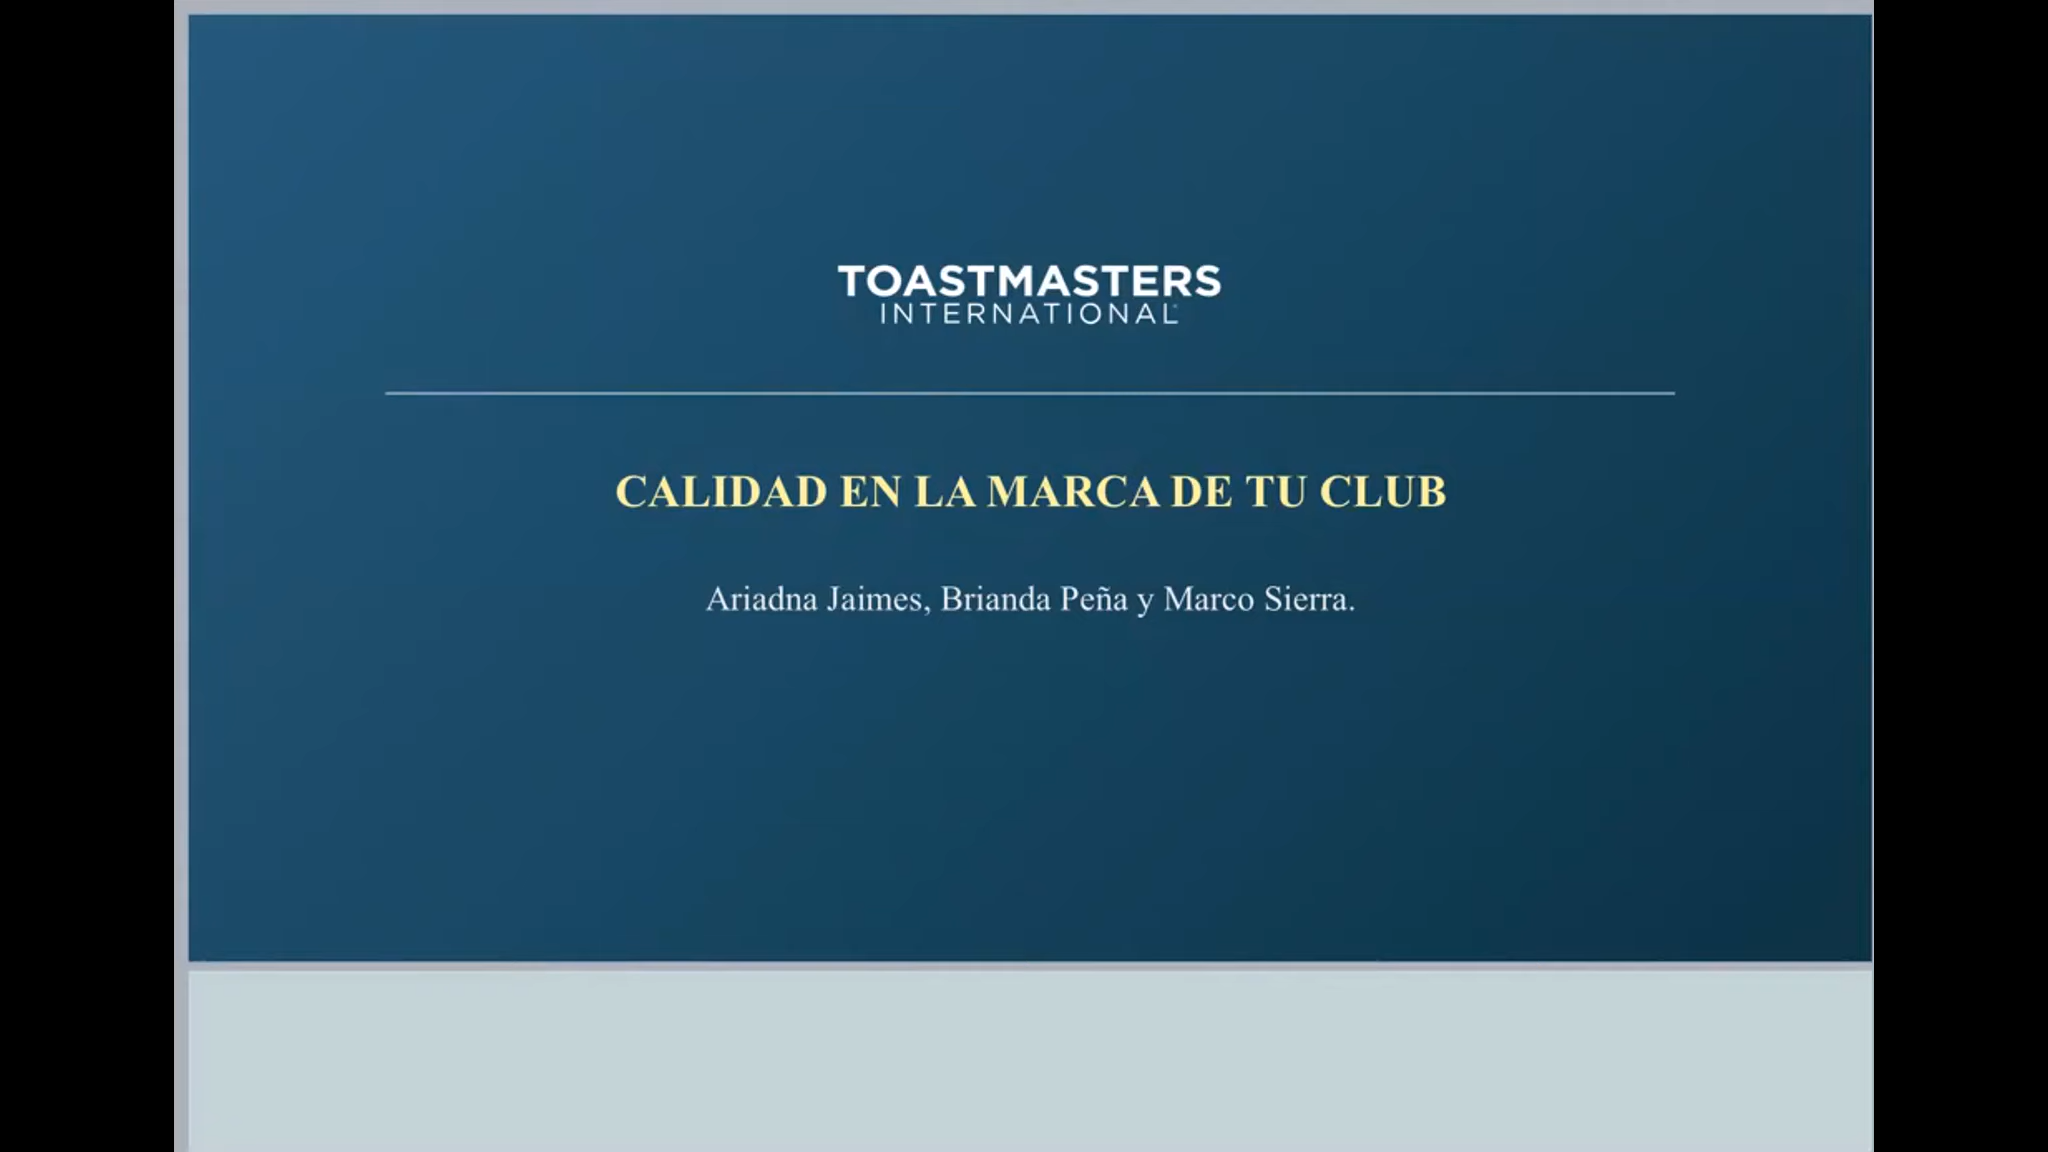 TOASTMASTERS
INTERNATIONAL
CALIDAD EN LA MARCA DE TU CLUB
Ariadna Jaimes, Brianda Peña y Marco Sierra.